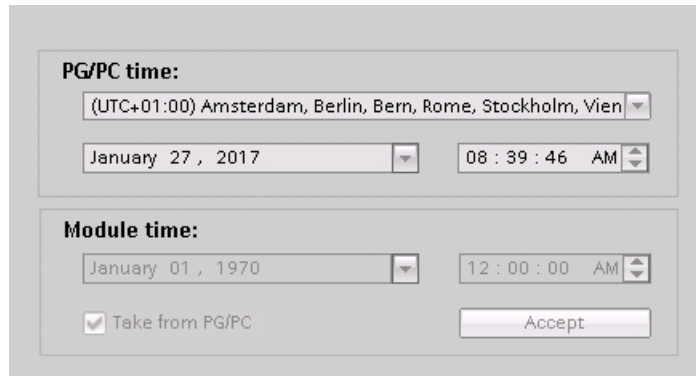 PG/PC time:
(UTC+01:00) Amsterdam, Berlin, Bern, Rome, Stockholm, Vien
January 27 , 2017 08 : 39 : 46 AM
Module time:
January 01 , 1970 12 : 00 : 00 AM
Take from PG/PC Accept